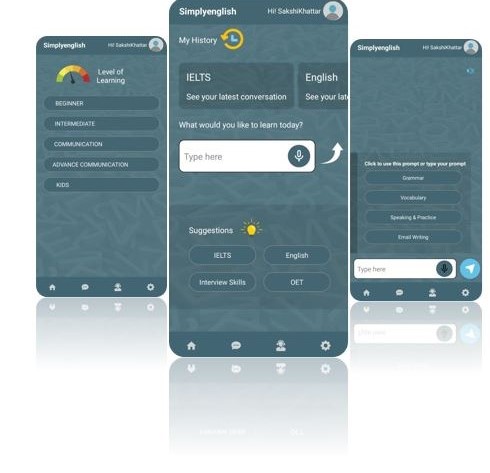 Simplyenglish
Hi! SakshiKhattar
Level of
Learning
BEGINNER
INTERMEDIATE
COMMUNICATION
ADVANCE COMMUNICATION
KIDS
Simplyenglish
Hi! SakshiKhattar
My History
IELTS
See your latest conversation
English
See your late
What would you like to learn today?
Type here
Suggestions
IELTS
English
Interview Skills
OET
Simplyenglish
Hi! SakshiKhattar
Click to use this prompt or type your prompt
Grammar
Vocabulary
Speaking & Practice
Email Writing
Type here